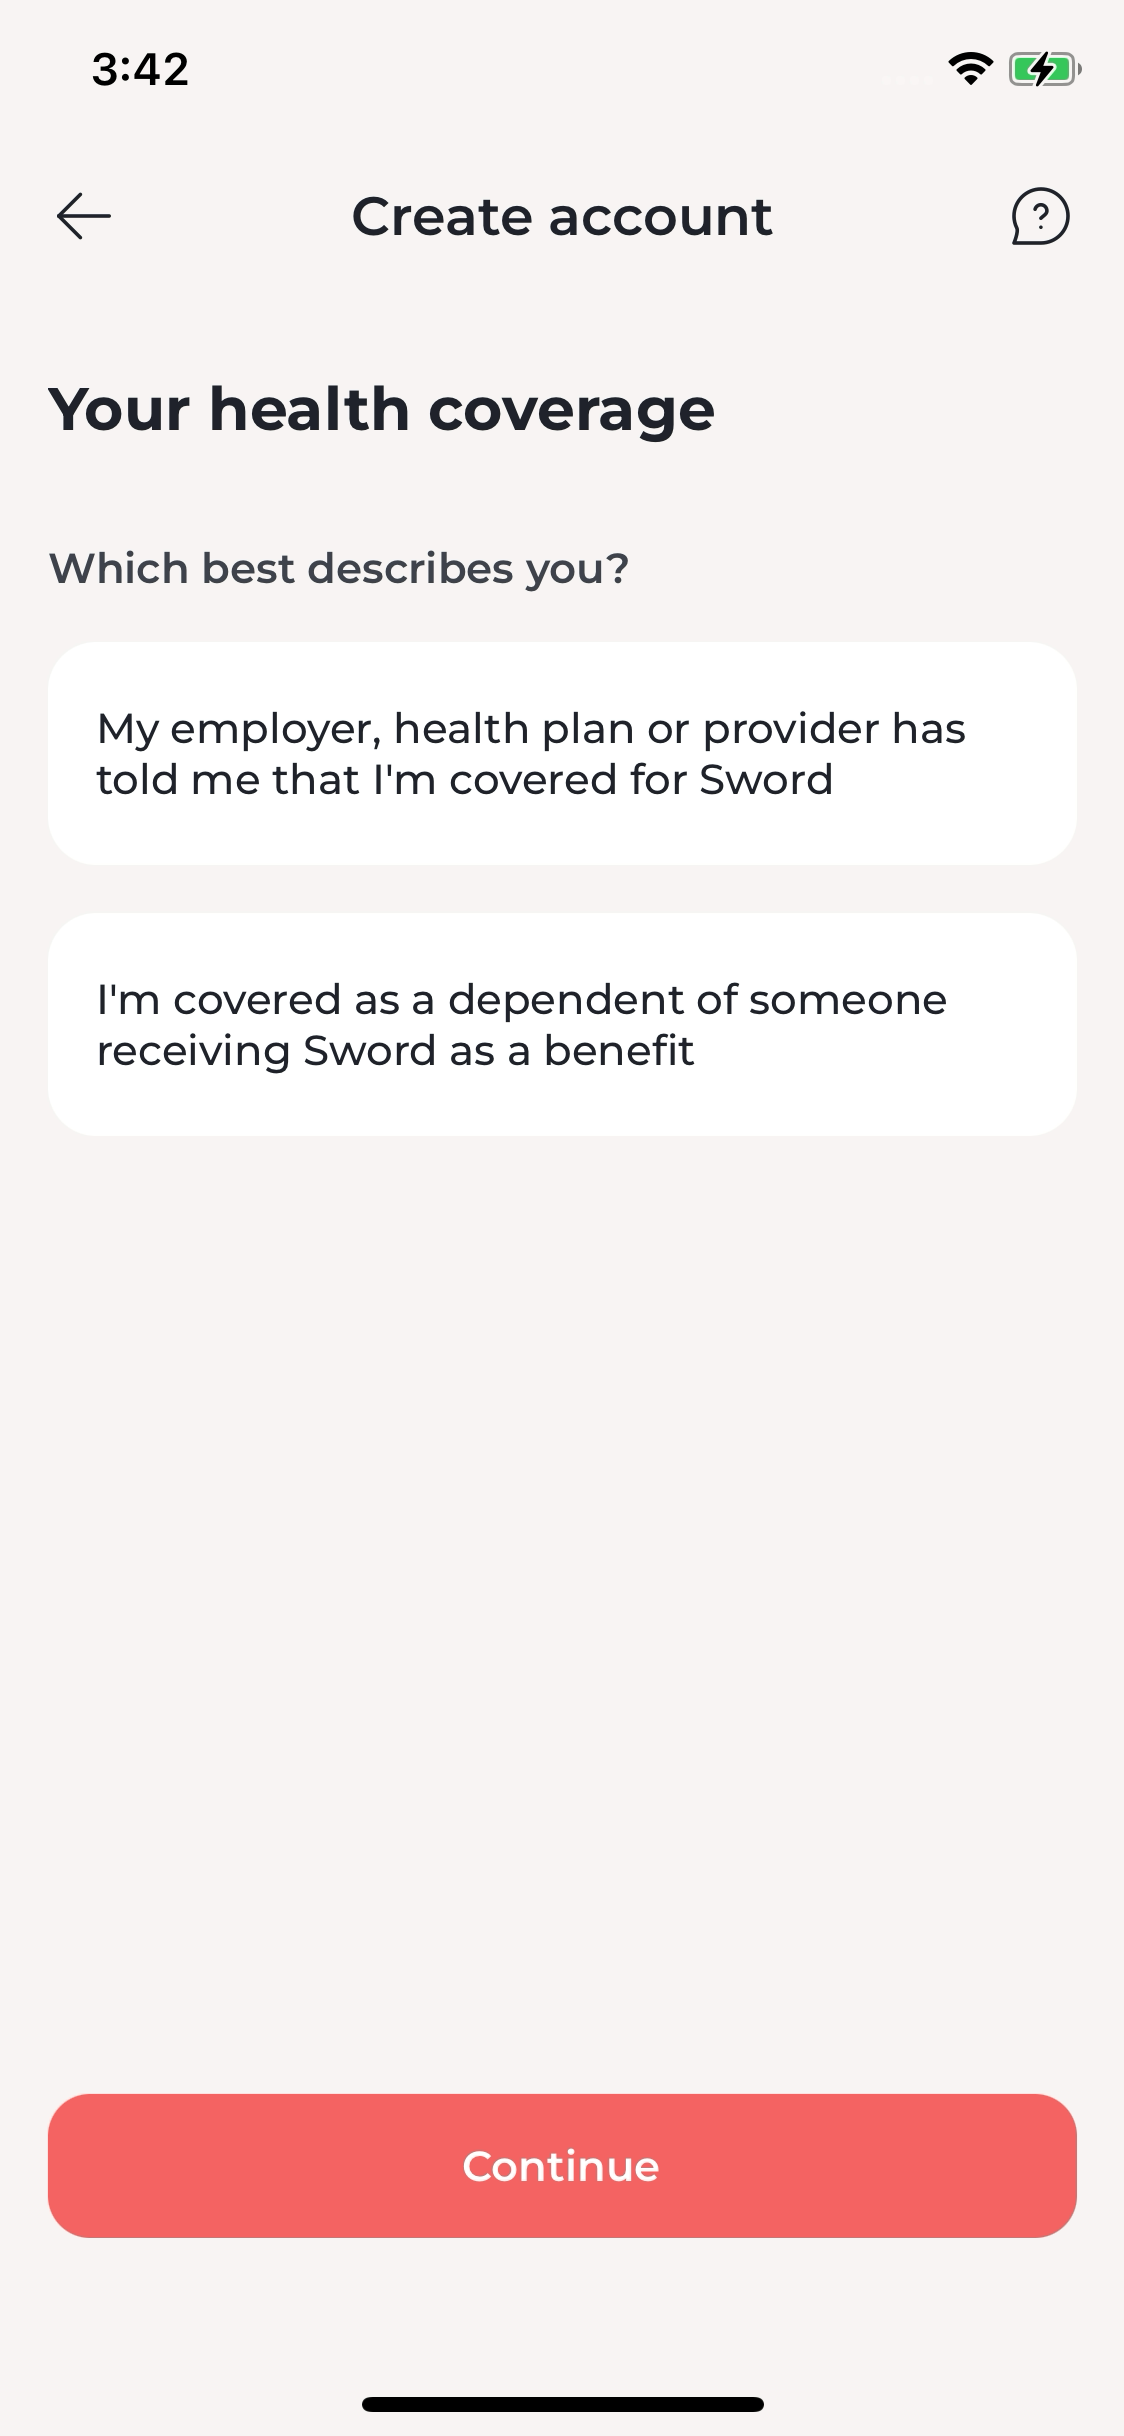 3:42
Create account
?
Your health coverage
Which best describes you?
My employer, health plan or provider has
told me that I'm covered for Sword
I'm covered as a dependent of someone
receiving Sword as a benefit
Continue